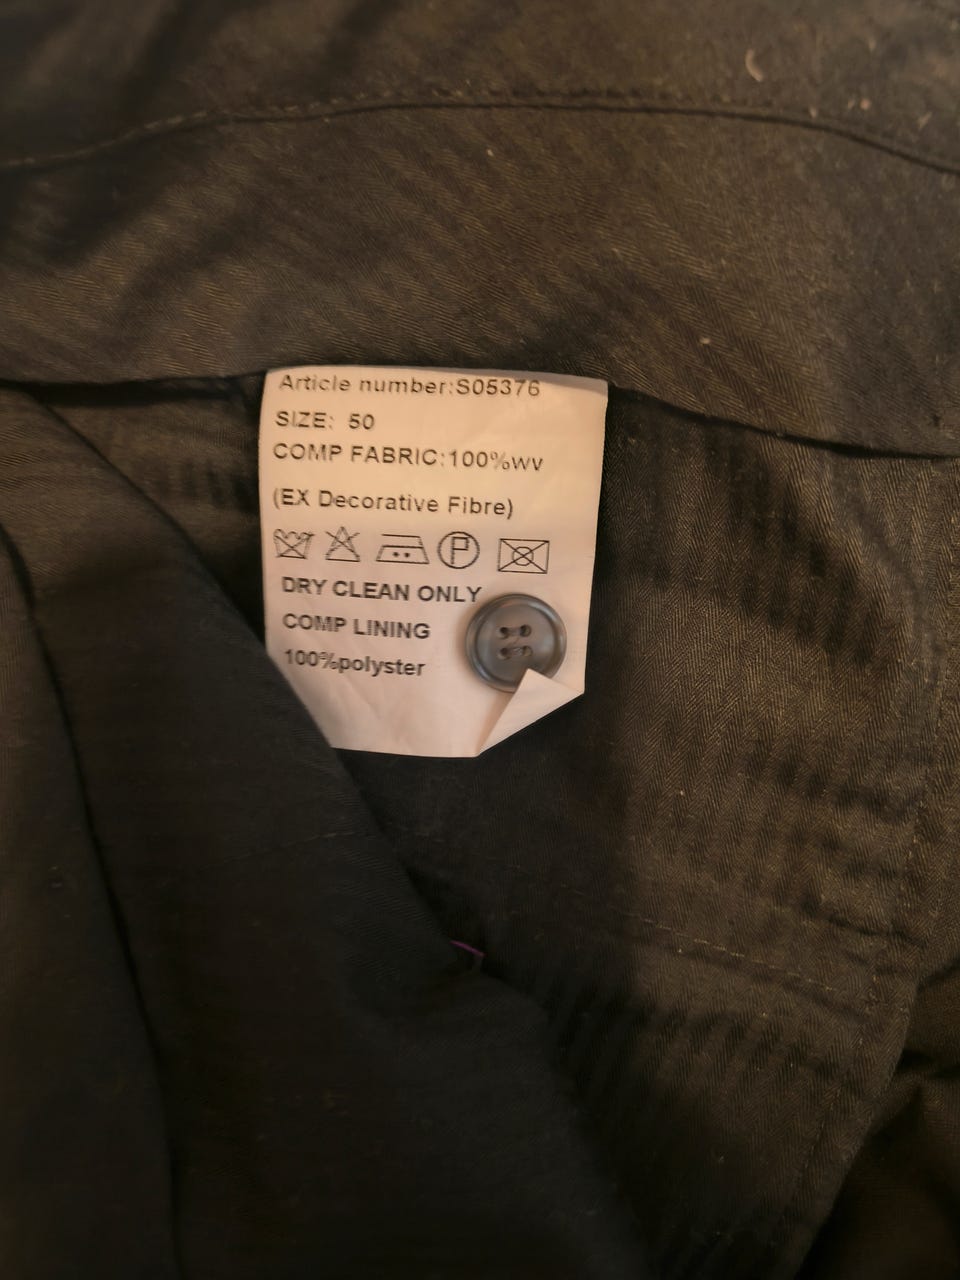 Article number:S05376
SIZE: 50
COMP FABRIC:100%wv
(EX Decorative Fibre)
P
DRY CLEAN ONLY
COMP LINING
100%polyster